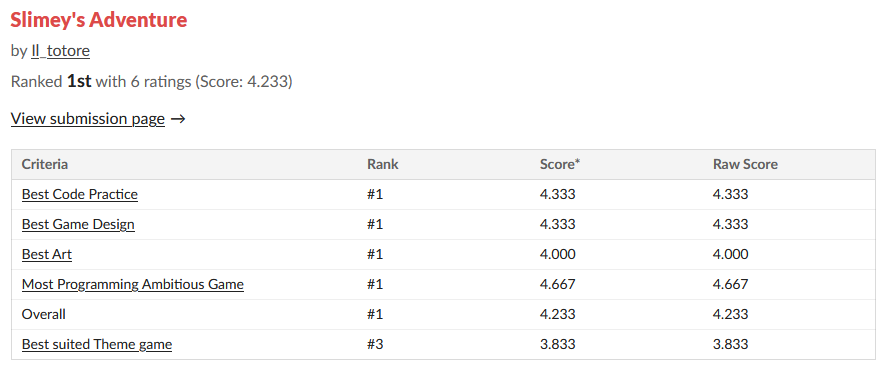 Slimey's Adventure
by ll_totore
Ranked 1st with 6 ratings (Score: 4.233)
View submission page →
Criteria Rank Score* Raw Score
Best Code Practice #1 4.333 4.333
Best Game Design #1 4.333 4.333
Best Art #1 4.000 4.000
Most Programming Ambitious Game #1 4.667 4.667
Overall #1 4.233 4.233
Best suited Theme game #3 3.833 3.833